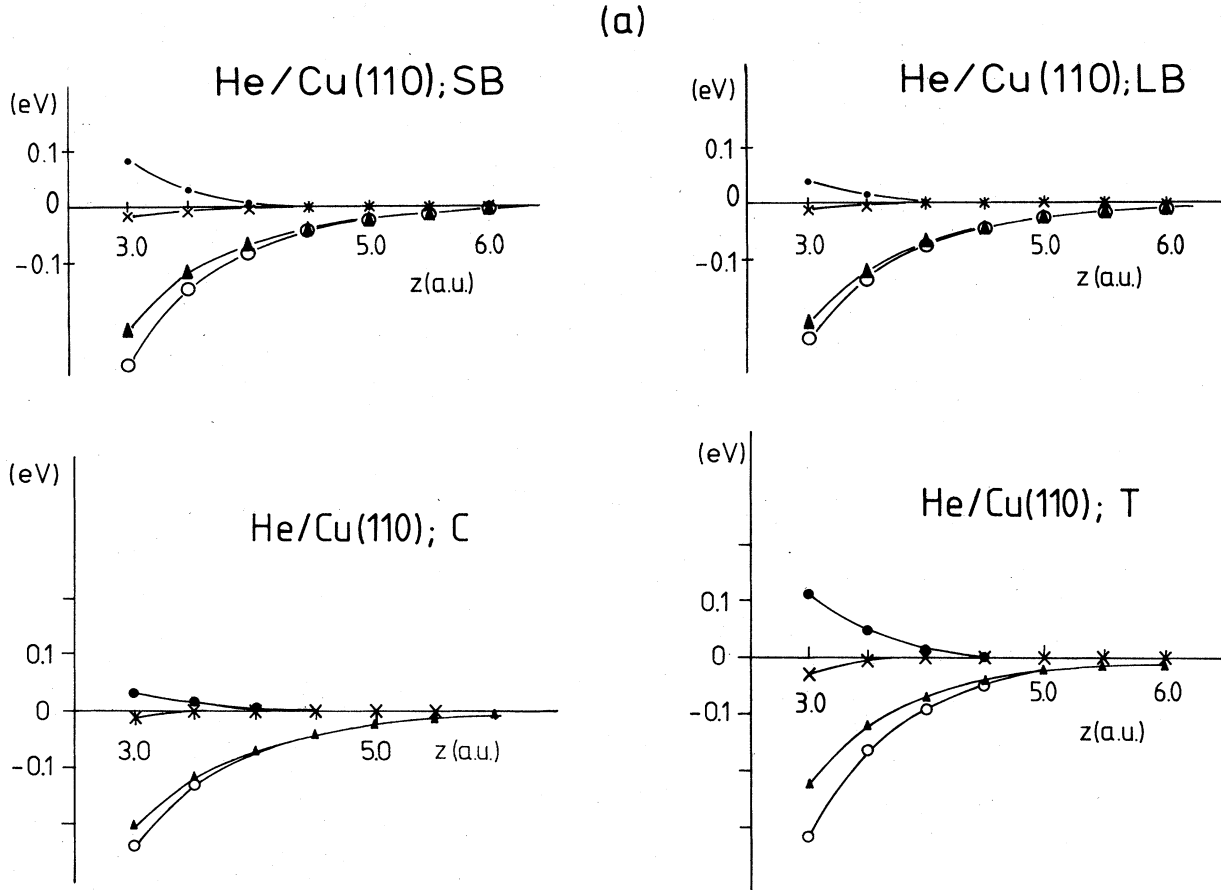 (a)
He/Cu(110); SB
(eV)
0.1
0
-0.1
3.0
5.0
6.0
z(a.u.)
He/Cu(110); LB
(eV)
0.1
0
-0.1
3.0
5.0
6.0
z(a.u.)
He/Cu(110); C
(eV)
0.1
0
-0.1
3.0
5.0
z(a.u.)
He/Cu(110); T
(eV)
0.1
0
-0.1
3.0
5.0
6.0
z(a.u.)